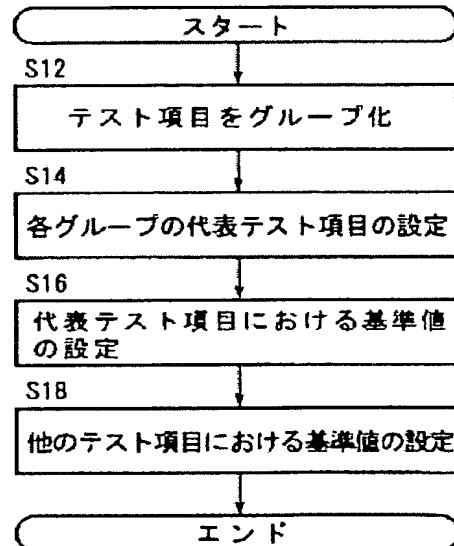 スタート
S12
テスト項目をグループ化
S14
各グループの代表テスト項目の設定
S16
代表テスト項目における基準値
の設定
S18
他のテスト項目における基準値の設定
エンド